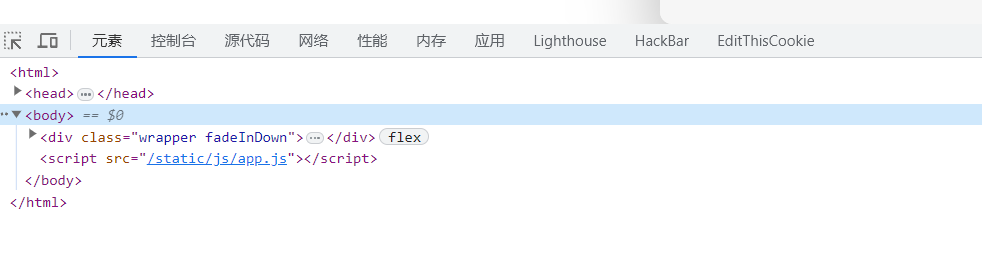 元素 控制台 源代码 网络 性能 内存 应用 Lighthouse HackBar EditThisCookie
<html>
<head>…</head>
<body> == $0
<div class="wrapper fadeInDown">…</div> flex
<script src="/static/js/app.js"></script>
</body>
</html>